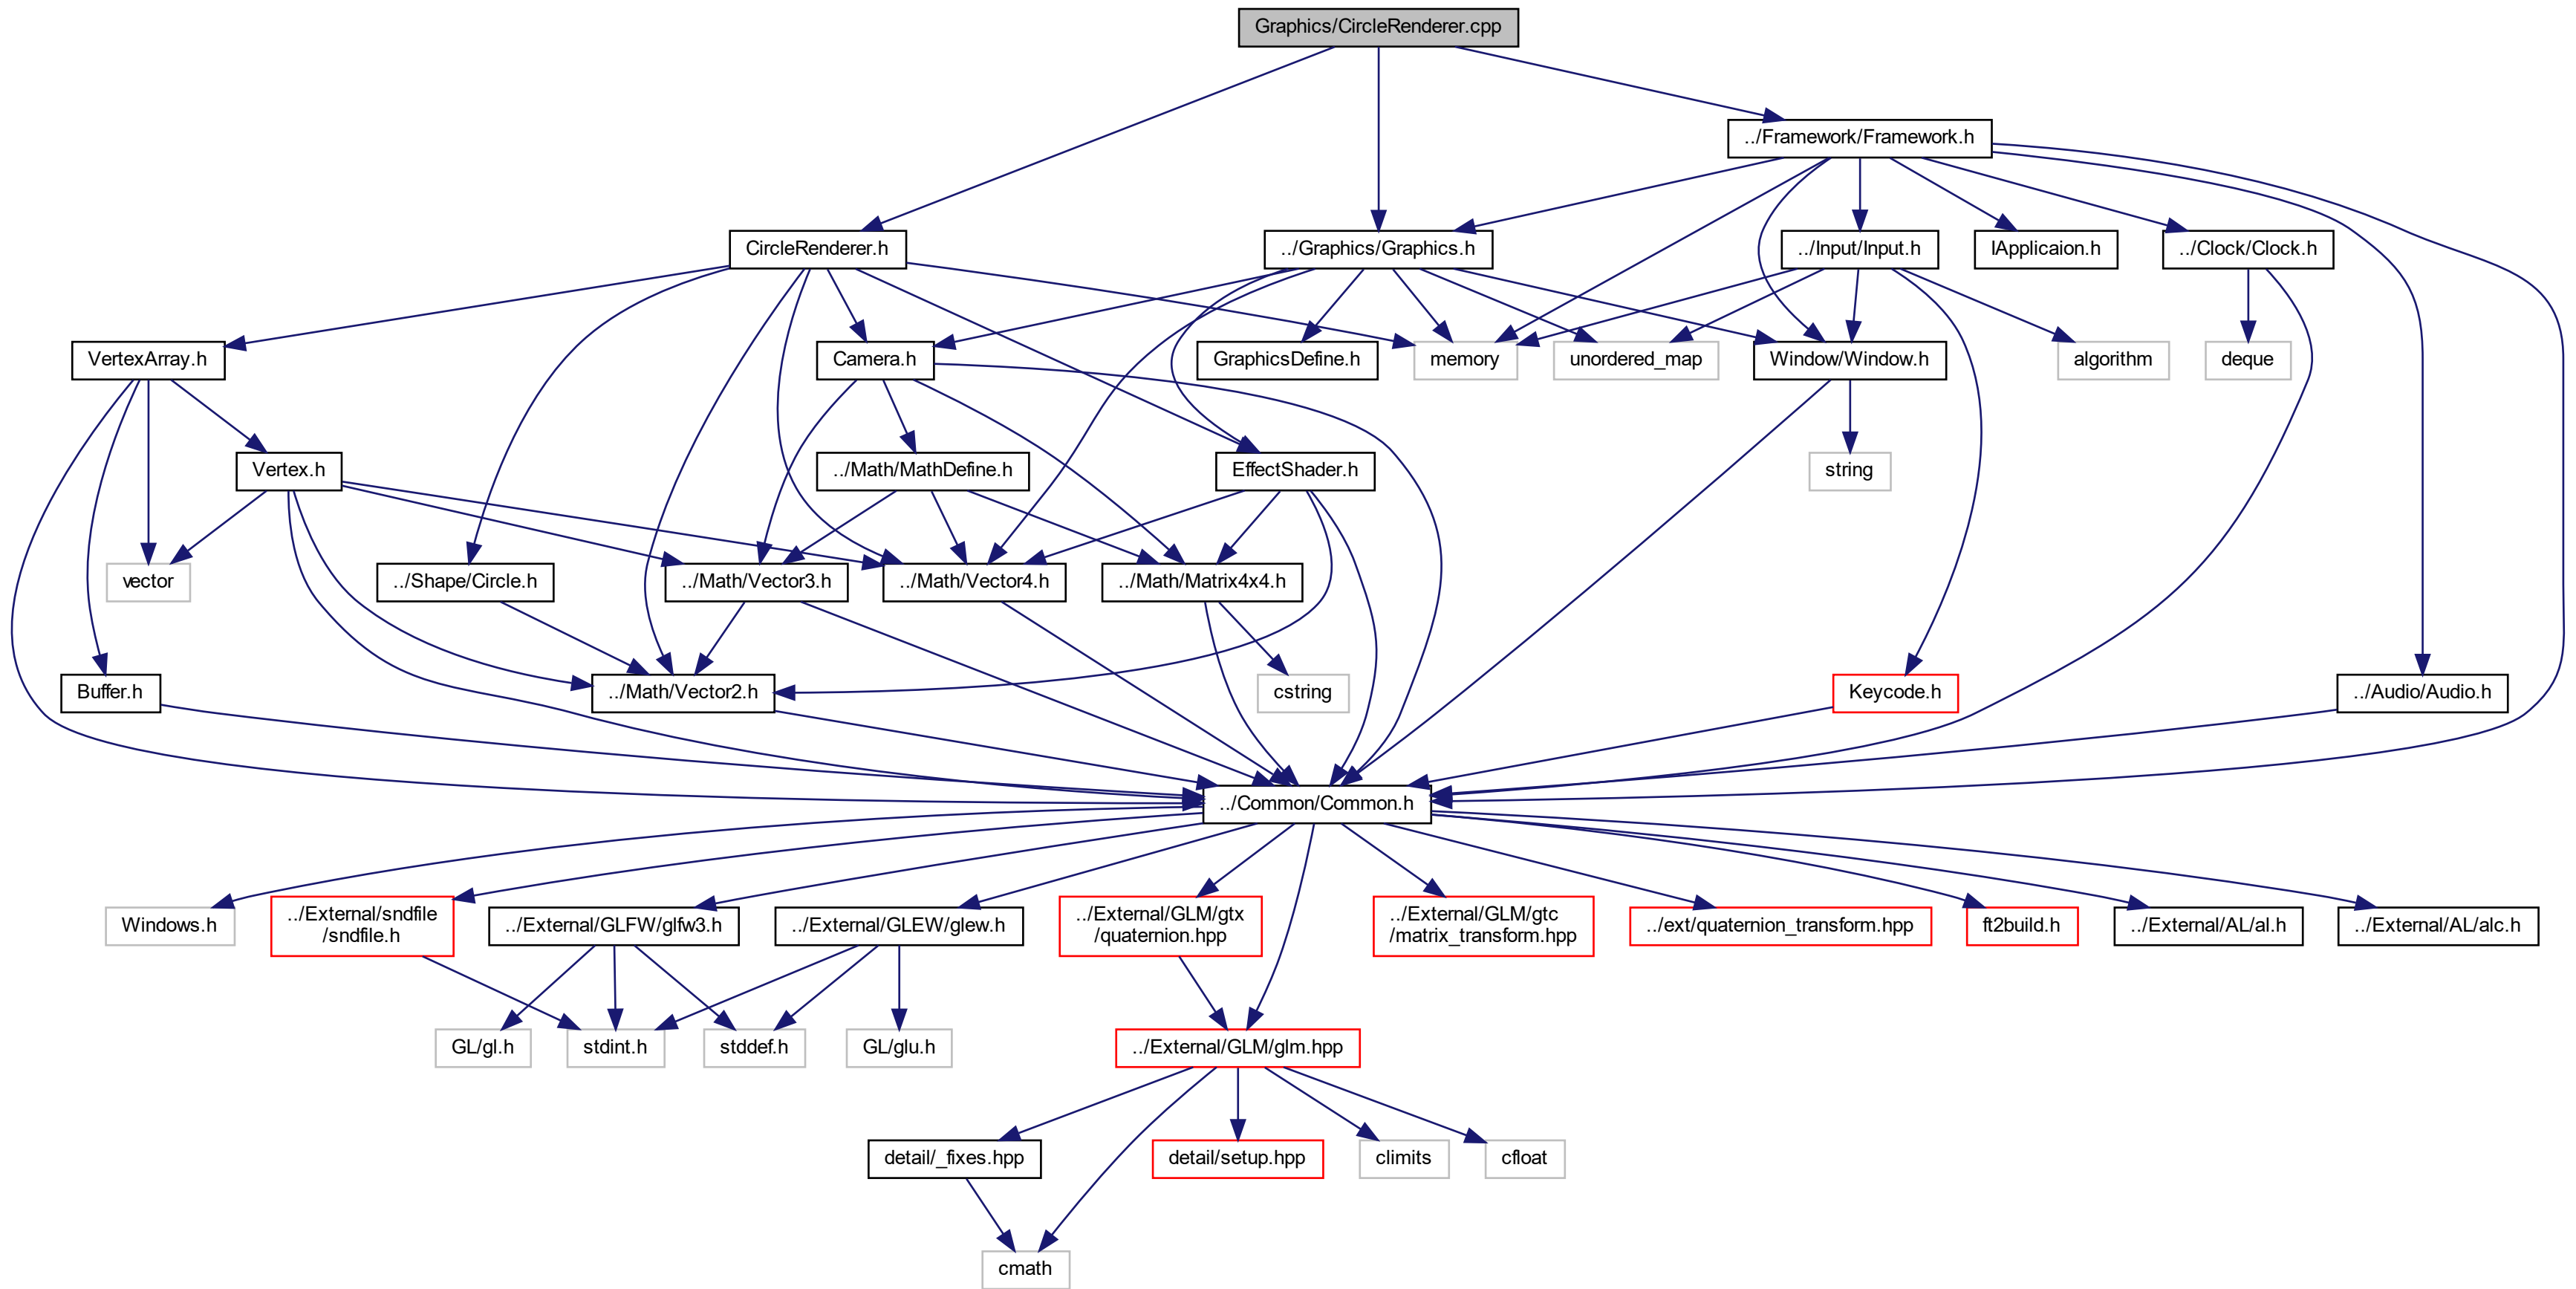 Graphics/CircleRenderer.cpp
../Framework/Framework.h
CircleRenderer.h
../Graphics/Graphics.h
../Input/Input.h
IApplicaion.h
../Clock/Clock.h
VertexArray.h
Camera.h
GraphicsDefine.h
memory
unordered_map
Window/Window.h
algorithm
deque
Vertex.h
../Math/MathDefine.h
EffectShader.h
string
vector
../Shape/Circle.h
../Math/Vector3.h
../Math/Vector4.h
../Math/Matrix4x4.h
Buffer.h
../Math/Vector2.h
cstring
Keycode.h
../Audio/Audio.h
../Common/Common.h
Windows.h
../External/sndfile
/sndfile.h
../External/GLFW/glfw3.h
../External/GLEW/glew.h
../External/GLM/gtx
/quaternion.hpp
../External/GLM/gtc
/matrix_transform.hpp
../ext/quaternion_transform.hpp
ft2build.h
../External/AL/al.h
../External/AL/alc.h
GL/gl.h
stdint.h
stddef.h
GL/glu.h
../External/GLM/glm.hpp
detail/_fixes.hpp
detail/setup.hpp
climits
cfloat
cmath